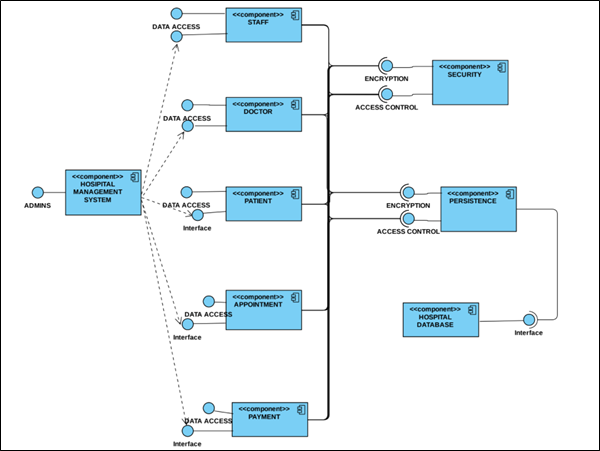 DATA ACCESS
<<component>>
STAFF
ENCRYPTION
<<component>>
SECURITY
ACCESS CONTROL
DATA ACCESS
<<component>>
DOCTOR
ADMINS
<<component>>
HOSPITAL
MANAGEMENT
SYSTEM
DATA ACCESS
Interface
<<component>>
PATIENT
ENCRYPTION
ACCESS CONTROL
<<component>>
PERSISTENCE
DATA ACCESS
Interface
<<component>>
APPOINTMENT
<<component>>
HOSPITAL
DATABASE
Interface
DATA ACCESS
Interface
<<component>>
PAYMENT